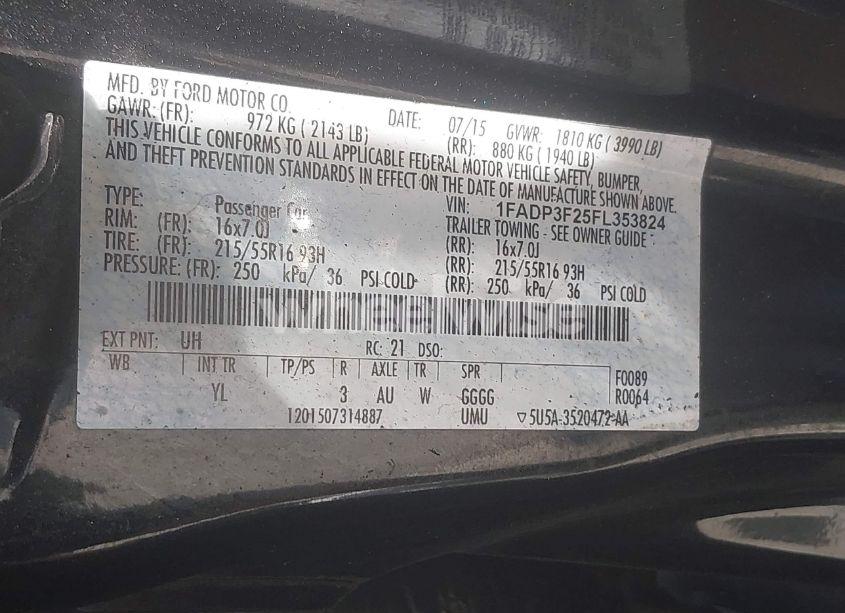 MFD. BY FORD MOTOR CO.
DATE: 07/15 GVWR: 1810 KG ( 3990 LB)
GAWR: (FR): 972 KG ( 2143 LB) (RR): 880 KG ( 1940 LB)
THIS VEHICLE CONFORMS TO ALL APPLICABLE FEDERAL MOTOR VEHICLE SAFETY, BUMPER,
AND THEFT PREVENTION STANDARDS IN EFFECT ON THE DATE OF MANUFACTURE SHOWN ABOVE.
VIN: 1FADP3F25FL353824
TYPE: Passenger Car TRAILER TOWING - SEE OWNER GUIDE
RIM: (FR): 16x7.0J (RR): 16x7.0J
TIRE: (FR): 215/55R16 93H (RR): 215/55R16 93H
PRESSURE: (FR): 250 kPa/ 36 PSI COLD (RR): 250 kPa/ 36 PSI COLD
EXT PNT: UH RC: 21 DSO:
WB INT TR TP/PS R AXLE TR SPR F0089
YL 3 AU W GGGG R0064
1201507314887 UMU ▽5U5A-3520472-AA